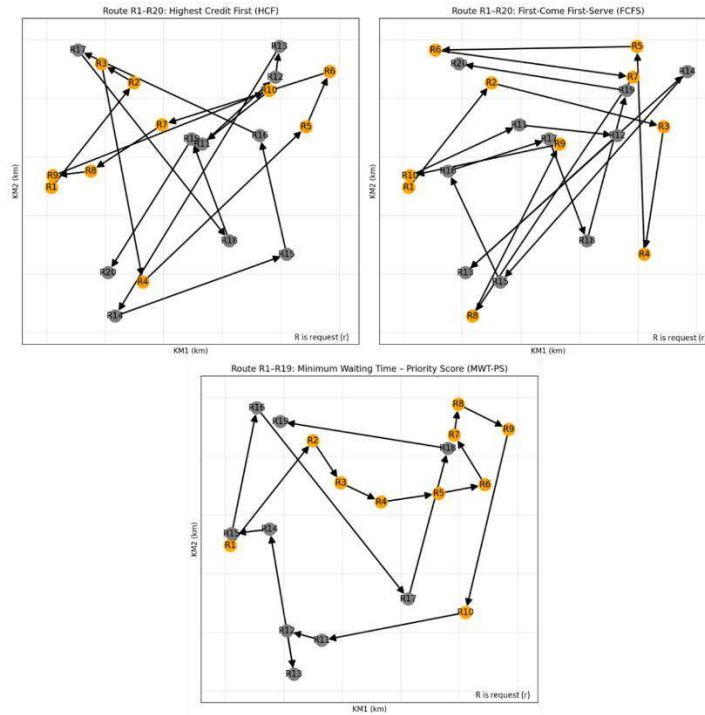 Route R1–R20: Highest Credit First (HCF)
R17
R13
R3
R2
R12
R6
R10
R7
R5
R19
R11
R16
R9
R8
R1
R18
R15
R20
R4
R14
KM2 (km)
KM1 (km)
R is request (r)
Route R1–R20: First-Come First-Serve (FCFS)
R6
R5
R20
R14
R7
R2
R19
R11
R3
R12
R17
R9
R16
R10
R1
R18
R4
R13
R15
R8
KM2 (km)
KM1 (km)
R is request (r)
Route R1–R19: Minimum Waiting Time – Priority Score (MWT-PS)
R16
R8
R19
R9
R7
R2
R18
R3
R6
R5
R4
R15
R14
R1
R17
R10
R12
R11
R13
KM2 (km)
KM1 (km)
R is request (r)